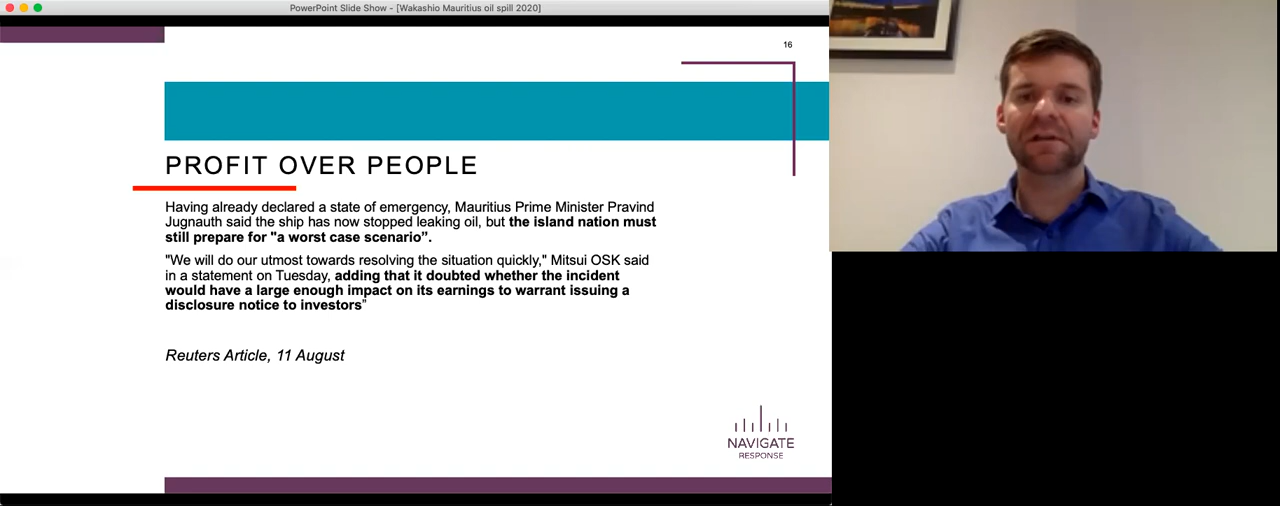 PowerPoint Slide Show - [Wakashio Mauritius oil spill 2020]
16
PROFIT OVER PEOPLE
Having already declared a state of emergency, Mauritius Prime Minister Pravind
Jugnauth said the ship has now stopped leaking oil, but the island nation must
still prepare for "a worst case scenario”.
"We will do our utmost towards resolving the situation quickly," Mitsui OSK said
in a statement on Tuesday, adding that it doubted whether the incident
would have a large enough impact on its earnings to warrant issuing a
disclosure notice to investors"
Reuters Article, 11 August
NAVIGATE
RESPONSE